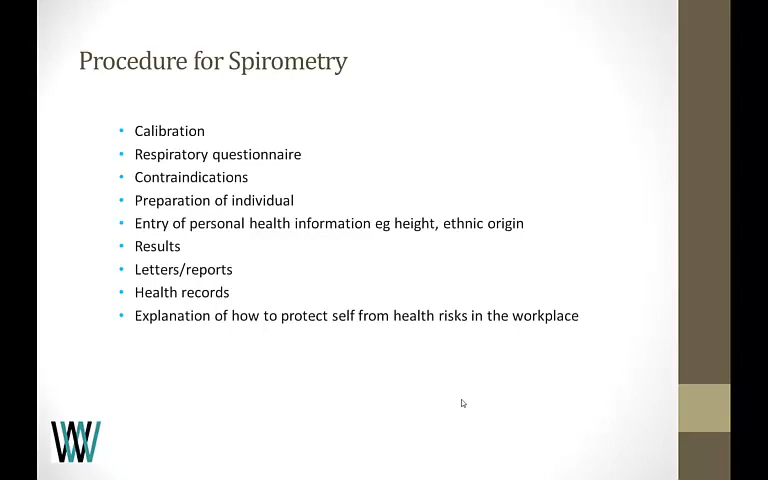 Procedure for Spirometry
• Calibration
• Respiratory questionnaire
• Contraindications
• Preparation of individual
• Entry of personal health information eg height, ethnic origin
• Results
• Letters/reports
• Health records
• Explanation of how to protect self from health risks in the workplace
W